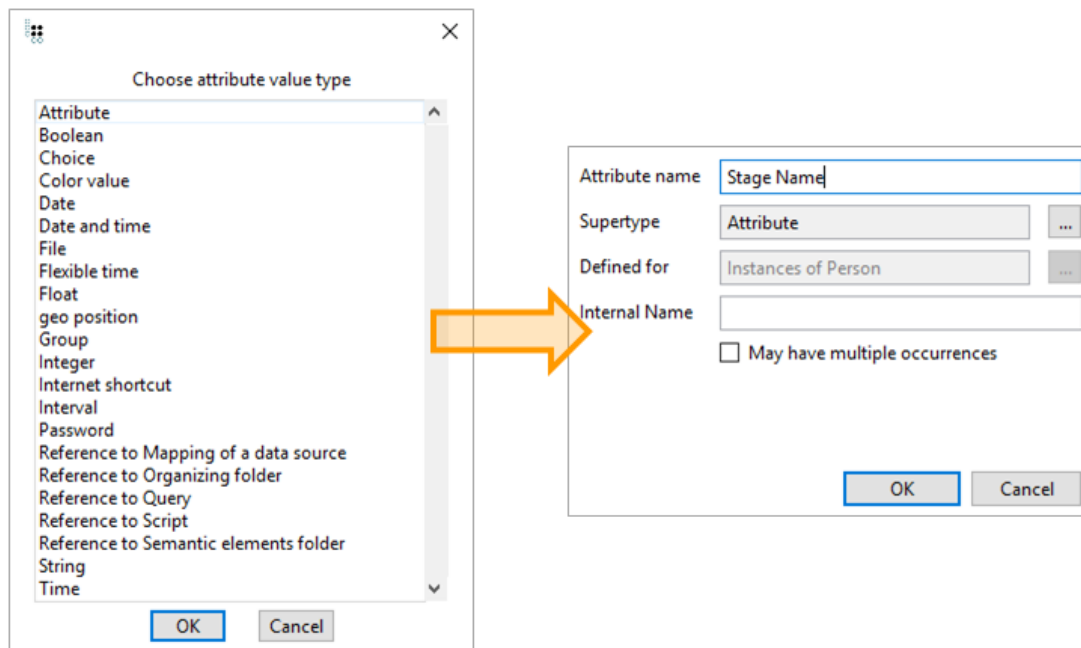 Choose attribute value type
Attribute
Boolean
Choice
Color value
Date
Date and time
File
Flexible time
Float
geo position
Group
Integer
Internet shortcut
Interval
Password
Reference to Mapping of a data source
Reference to Organizing folder
Reference to Query
Reference to Script
Reference to Semantic elements folder
String
Time
OK Cancel
Attribute name Stage Name
Supertype Attribute ...
Defined for Instances of Person ...
Internal Name
May have multiple occurrences
OK Cancel